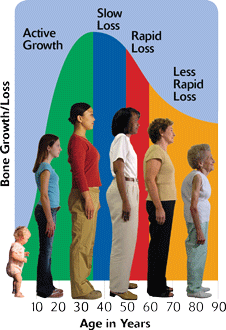 Slow
Loss
Active
Growth
Rapid
Loss
Less
Rapid
Loss
Bone Growth/Loss
10 20 30 40 50 60 70 80 90
Age in Years